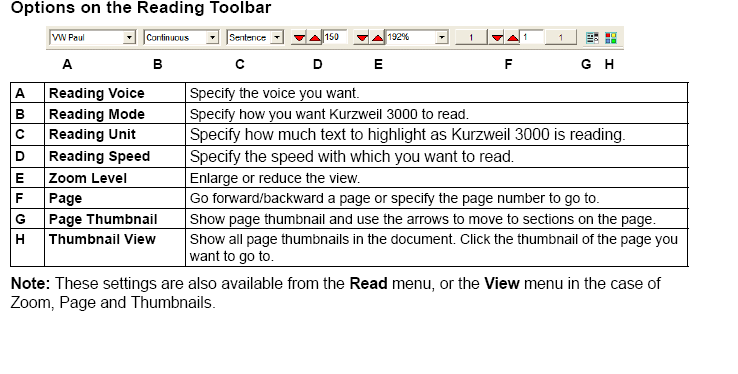 Options on the Reading Toolbar
VW Paul Continuous Sentence 150 192% 1 1 1
A B C D E F G H
A Reading Voice Specify the voice you want.
B Reading Mode Specify how you want Kurzweil 3000 to read.
C Reading Unit Specify how much text to highlight as Kurzweil 3000 is reading.
D Reading Speed Specify the speed with which you want to read.
E Zoom Level Enlarge or reduce the view.
F Page Go forward/backward a page or specify the page number to go to.
G Page Thumbnail Show page thumbnail and use the arrows to move to sections on the page.
H Thumbnail View Show all page thumbnails in the document. Click the thumbnail of the page you
want to go to.
Note: These settings are also available from the Read menu, or the View menu in the case of
Zoom, Page and Thumbnails.